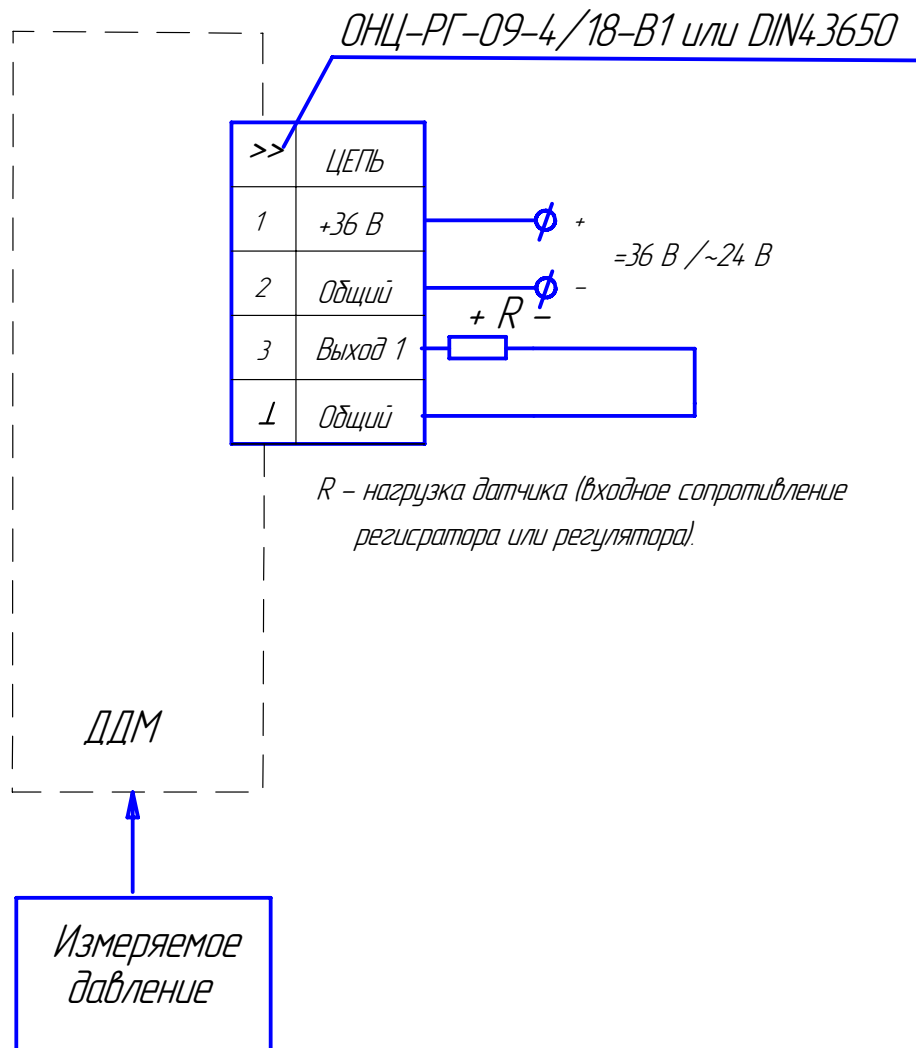 ОНЦ-РГ-09-4/18-В1 или DIN43650
>> ЦЕПЬ
1 +36 В +
=36 В /~24 В
2 Общий -
+ R -
3 Выход 1
⊥ Общий
R - нагрузка датчика (входное сопротивление
регисратора или регулятора).
ДДМ
Измеряемое
давление